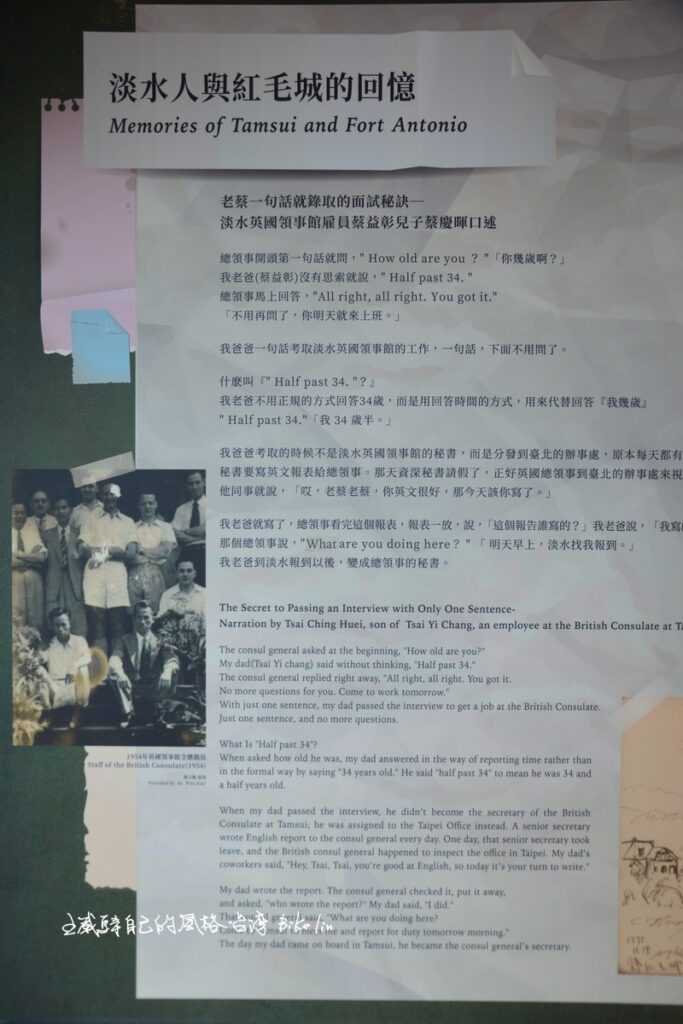 淡水人與紅毛城的回憶
Memories of Tamsui and Fort Antonio
老蔡一句話就錄取的面試秘訣─
淡水英國領事館雇員蔡益彰兒子蔡慶暉口述
總領事開頭第一句話就問，" How old are you ？ "「你幾歲啊？」
我老爸(蔡益彰)沒有思索就說，" Half past 34. "
總領事馬上回答，"All right, all right. You got it."
「不用再問了，你明天就來上班。」
我爸爸一句話考取淡水英國領事館的工作，一句話，下面不用問了。
什麼叫『" Half past 34. "？』
我老爸不用正規的方式回答34歲，而是用回答時間的方式，用來代替回答『我幾歲』
" Half past 34."「我 34 歲半。」
我爸爸考取的時候不是淡水英國領事館的秘書，而是分發到臺北的辦事處，原本每天都有
秘書要寫英文報表給總領事。那天資深秘書請假了，正好英國總領事到臺北的辦事處來視
他同事就說，「哎，老蔡老蔡，你英文很好，那今天該你寫了。」
我老爸就寫了，總領事看完這個報表，報表一放，說，「這個報告誰寫的？」我老爸說，「我寫
那個總領事說，"What are you doing here？ " 「 明天早上，淡水找我報到。」
我老爸到淡水報到以後，變成總領事的秘書。
The Secret to Passing an Interview with Only One Sentence-
Narration by Tsai Ching Huei, son of Tsai Yi Chang, an employee at the British Consulate at Ta
The consul general asked at the beginning, "How old are you?"
My dad(Tsai Yi chang) said without thinking, "Half past 34."
The consul general replied right away, "All right, all right. You got it.
No more questions for you. Come to work tomorrow."
With just one sentence, my dad passed the interview to get a job at the British Consulate.
Just one sentence, and no more questions.
What Is "Half past 34"?
When asked how old he was, my dad answered in the way of reporting time rather than
in the formal way by saying "34 years old." He said "half past 34" to mean he was 34 and
a half years old.
When my dad passed the interview, he didn't become the secretary of the British
Consulate at Tamsui; he was assigned to the Taipei Office instead. A senior secretary
wrote English report to the consul general every day. One day, that senior secretary took
leave, and the British consul general happened to inspect the office in Taipei. My dad's
coworkers said, "Hey, Tsai, Tsai, you're good at English, so today it's your turn to write."
My dad wrote the report. The consul general checked it, put it away,
and asked, "who wrote the report?" My dad said, "I did."
"What are you doing here?
me and report for duty tomorrow morning."
The day my dad came on board in Tamsui, he became the consul general's secretary.
1954年英國領事館全體職員
Staff of the British Consulate(1954)
騎自己的風格 台灣